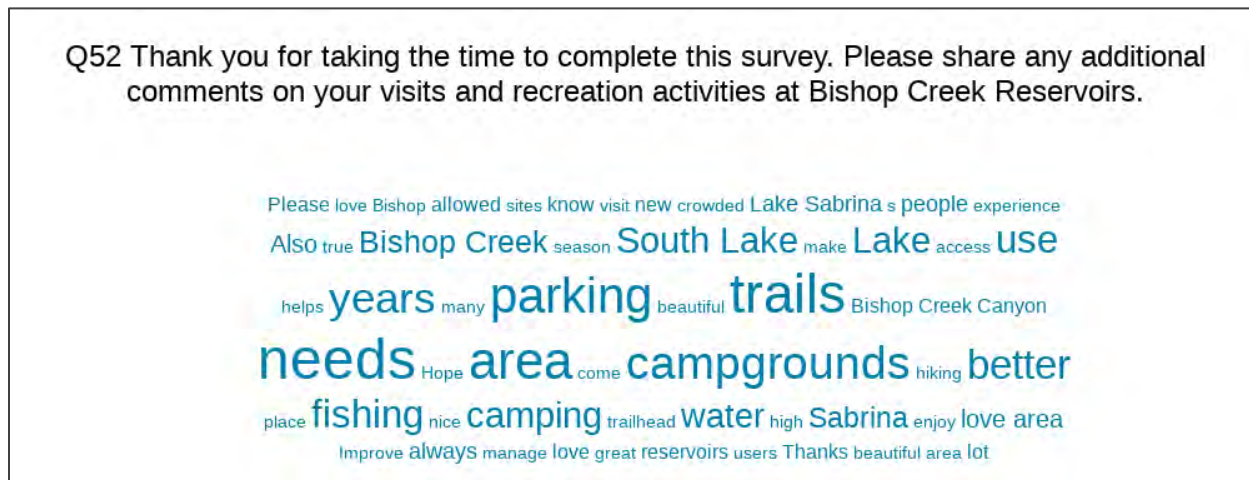 Q52 Thank you for taking the time to complete this survey. Please share any additional
comments on your visits and recreation activities at Bishop Creek Reservoirs.
Please love Bishop allowed sites know visit new crowded Lake Sabrina s people experience
Also true Bishop Creek season South Lake make Lake access use
helps years many parking beautiful trails Bishop Creek Canyon
needs Hope area come campgrounds hiking better
place fishing nice camping trailhead water high Sabrina enjoy love area
Improve always manage love great reservoirs users Thanks beautiful area lot